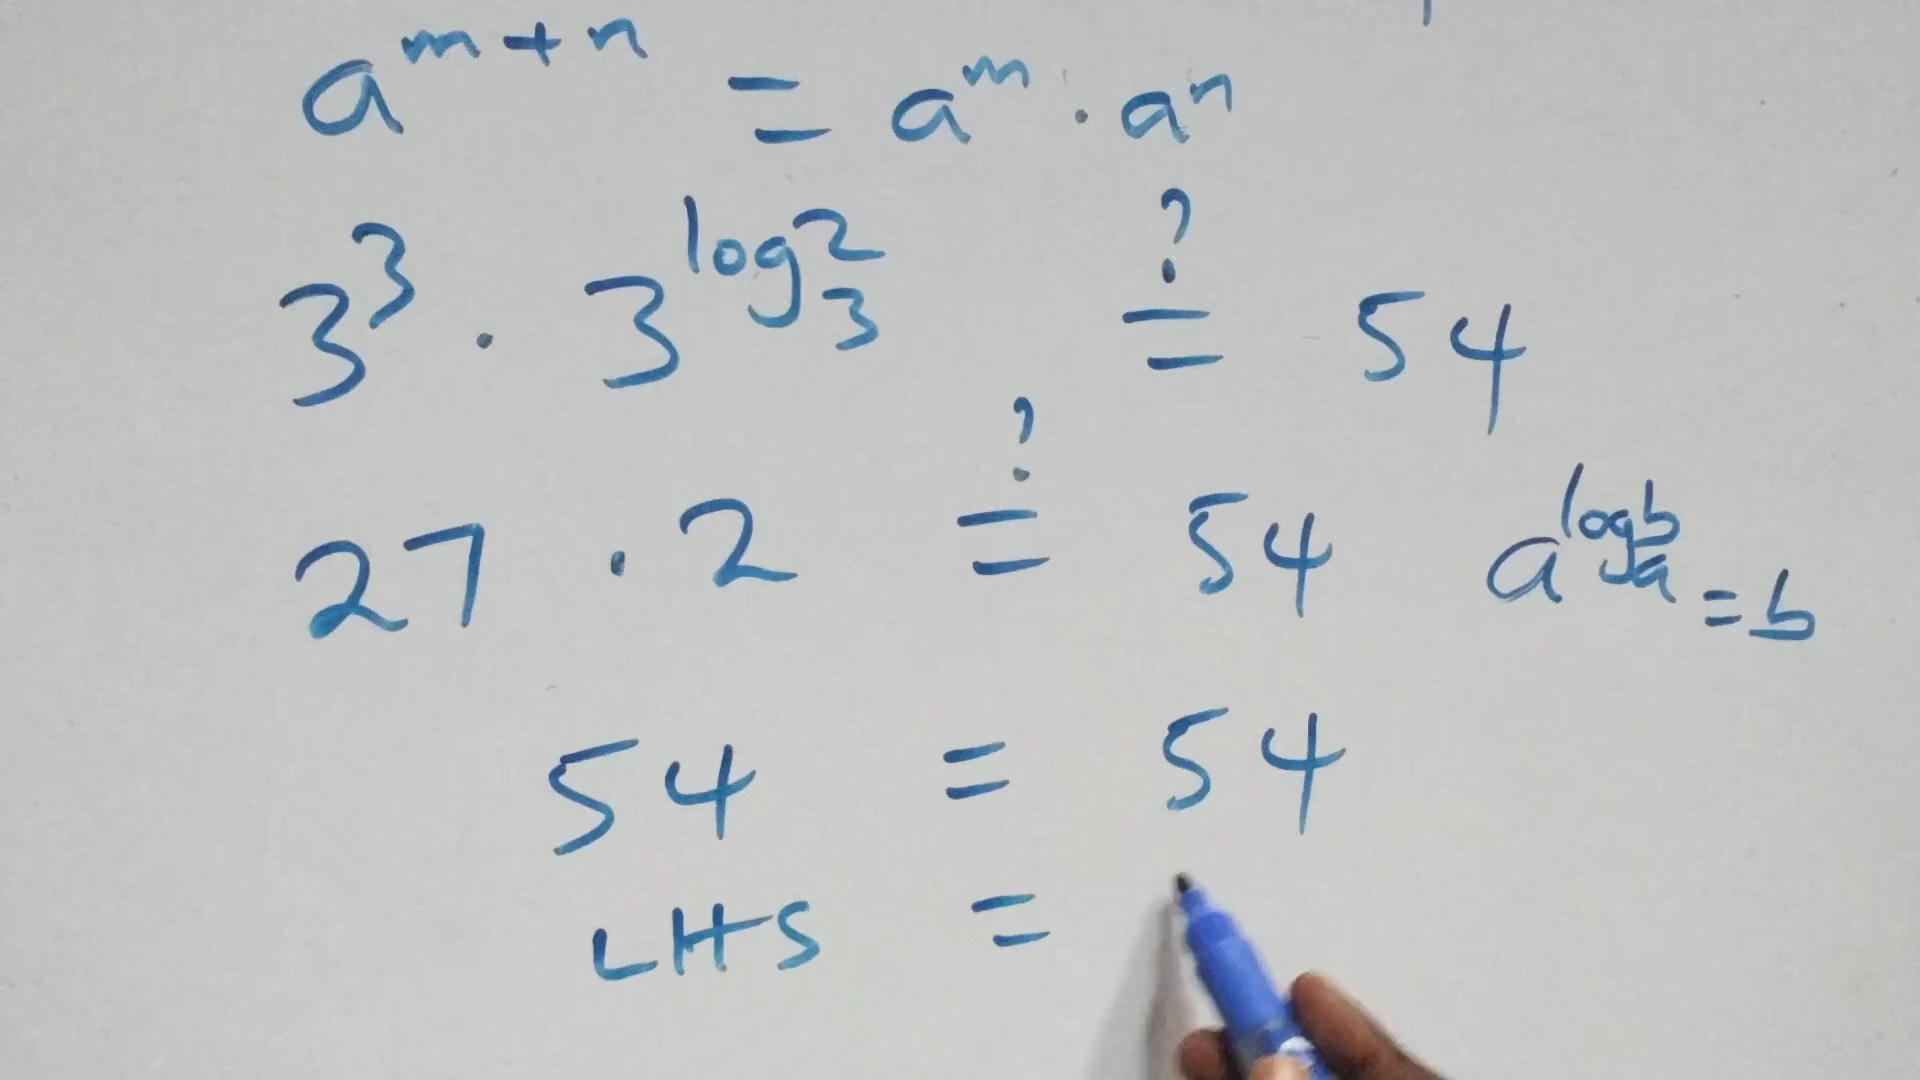 a^{m+n} = a^m · a^n
3^3 · 3^{log_3 2} ?= 54
27 · 2 ?= 54 a^{log_a b} = b
54 = 54
LHS =